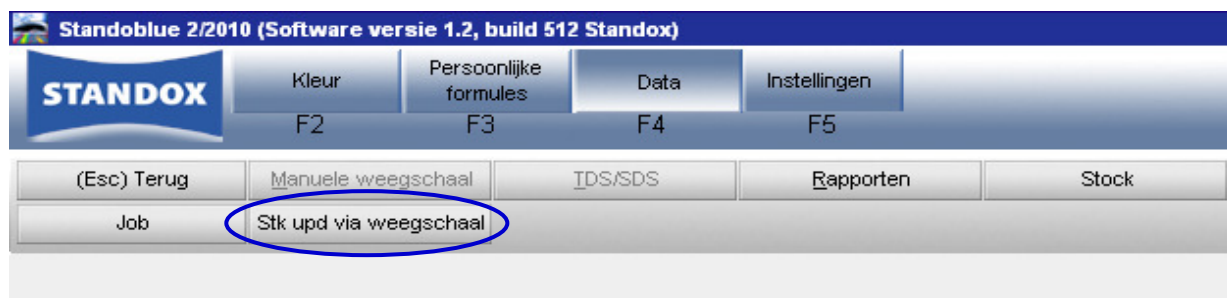 Standoblue 2/2010 (Software versie 1.2, build 512 Standox)
STANDOX
Kleur
Persoonlijke
formules
Data
Instellingen
F2 F3 F4 F5
(Esc) Terug Manuele weegschaal TDS/SDS Rapporten Stock
Job Stk upd via weegschaal